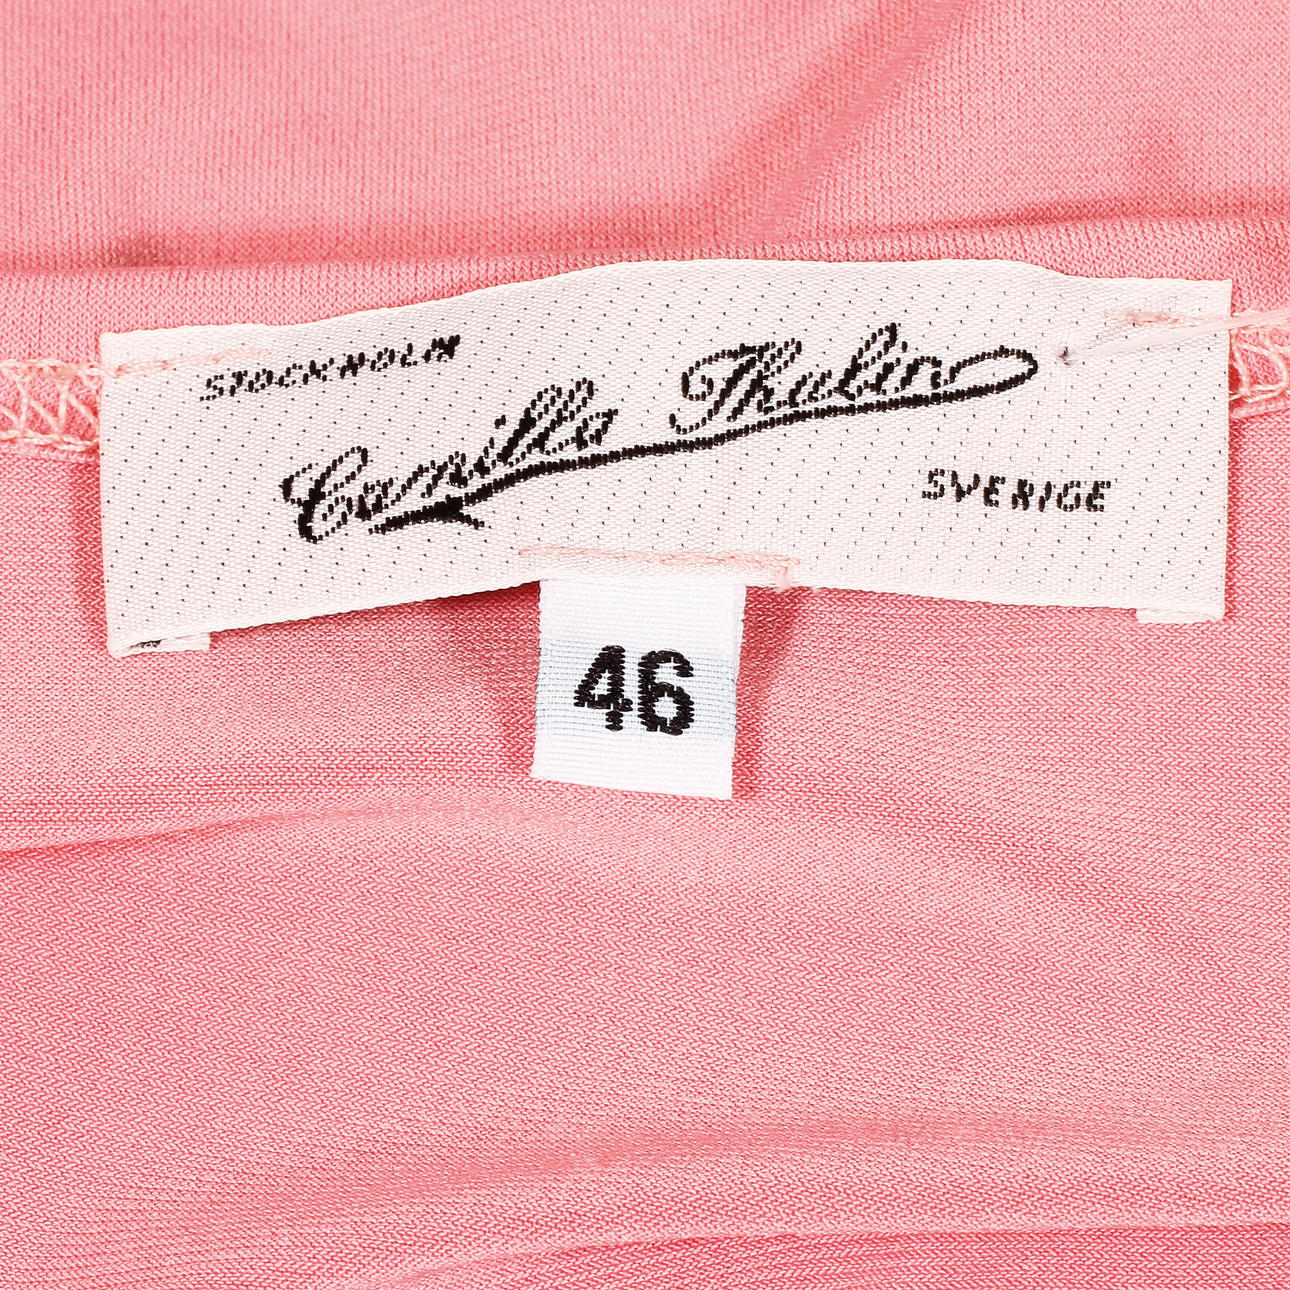 STOCKHOLM
Camilla Thulin
SVERIGE
46